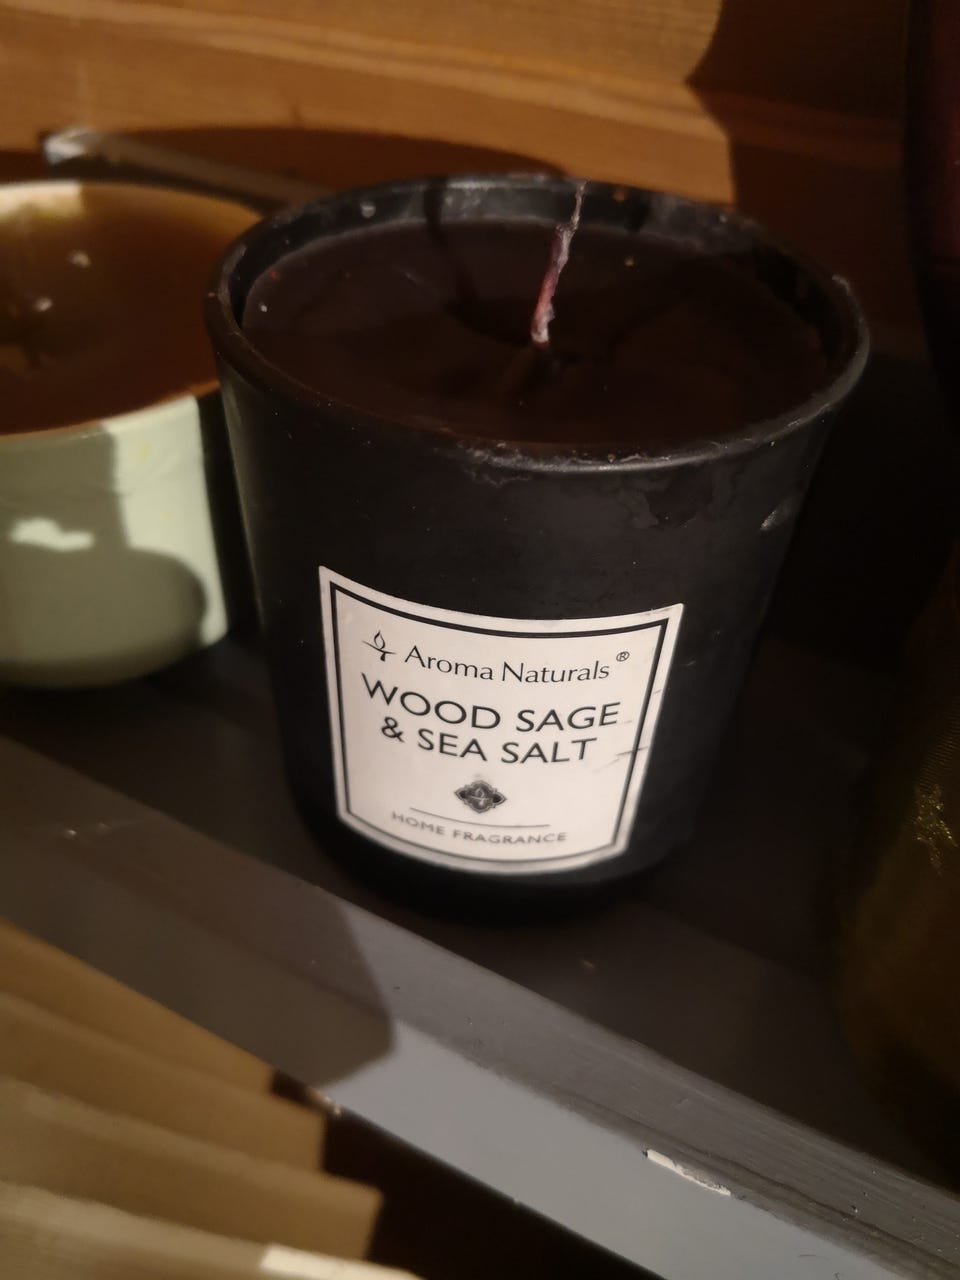 Aroma Naturals®
WOOD SAGE
& SEA SALT
HOME FRAGRANCE